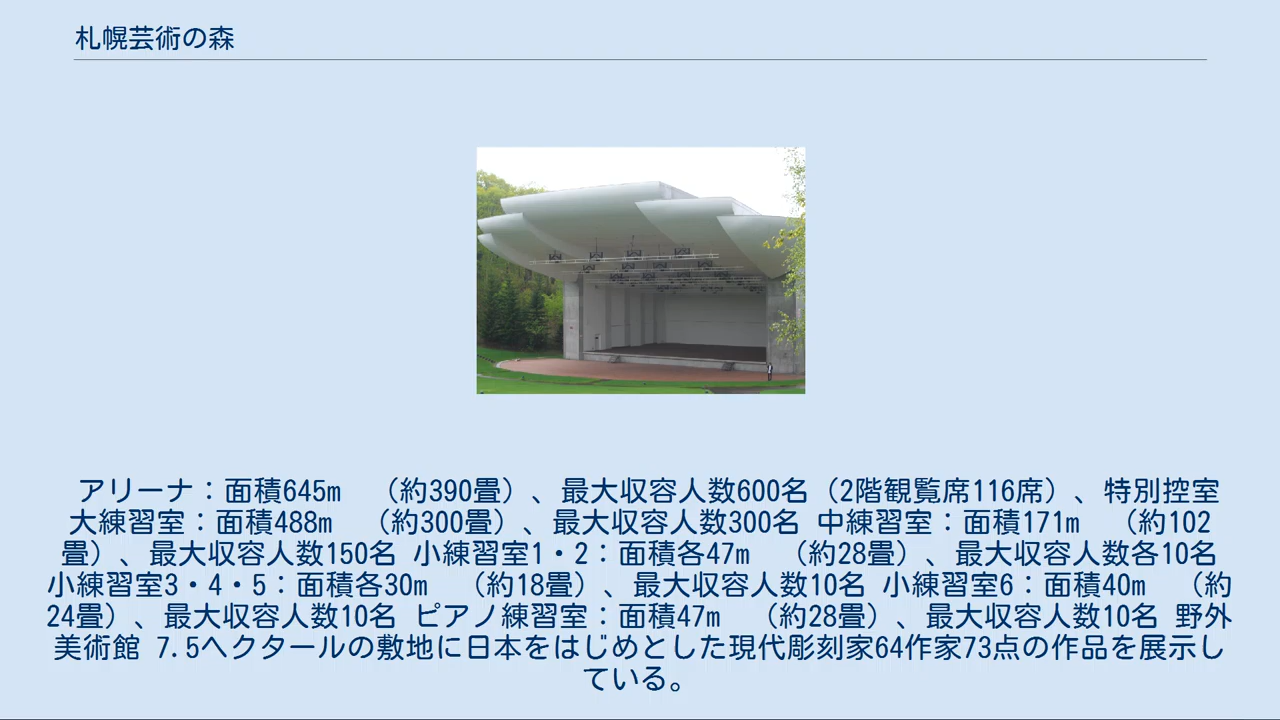 札幌芸術の森
アリーナ：面積645m　（約390畳）、最大収容人数600名（2階観覧席116席）、特別控室
大練習室：面積488m　（約300畳）、最大収容人数300名 中練習室：面積171m　（約102
畳）、最大収容人数150名 小練習室1・2：面積各47m　（約28畳）、最大収容人数各10名
小練習室3・4・5：面積各30m　（約18畳）、最大収容人数10名 小練習室6：面積40m　（約
24畳）、最大収容人数10名 ピアノ練習室：面積47m　（約28畳）、最大収容人数10名 野外
美術館 7.5ヘクタールの敷地に日本をはじめとした現代彫刻家64作家73点の作品を展示し
ている。